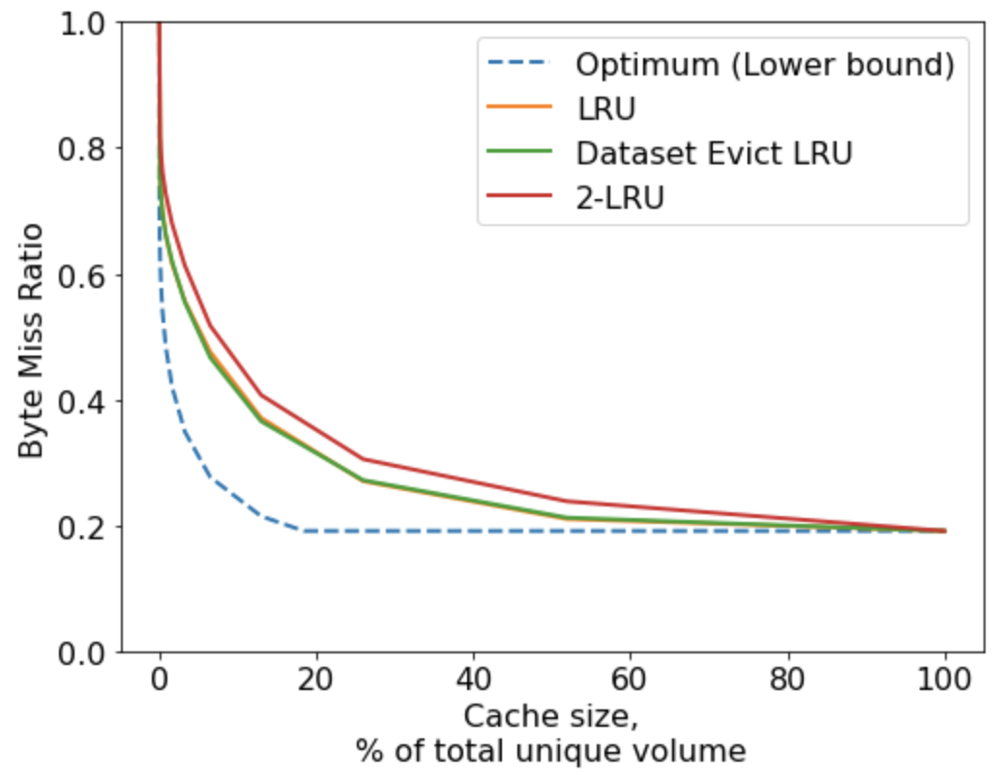 1.0
0.8
0.6
0.4
0.2
0.0
Byte Miss Ratio
Optimum (Lower bound)
LRU
Dataset Evict LRU
2-LRU
0 20 40 60 80 100
Cache size,
% of total unique volume